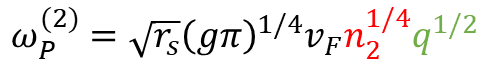 ω_P^{(2)} = √r_s (gπ)^{1/4} v_F n_2^{1/4} q^{1/2}